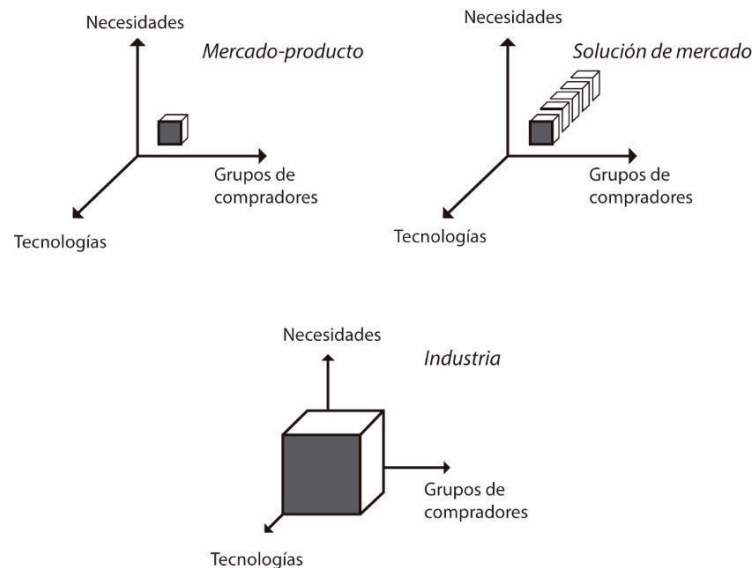 Necesidades
Mercado-producto
Grupos de
compradores
Tecnologías
Necesidades
Solución de mercado
Grupos de
compradores
Tecnologías
Necesidades
Industria
Grupos de
compradores
Tecnologías